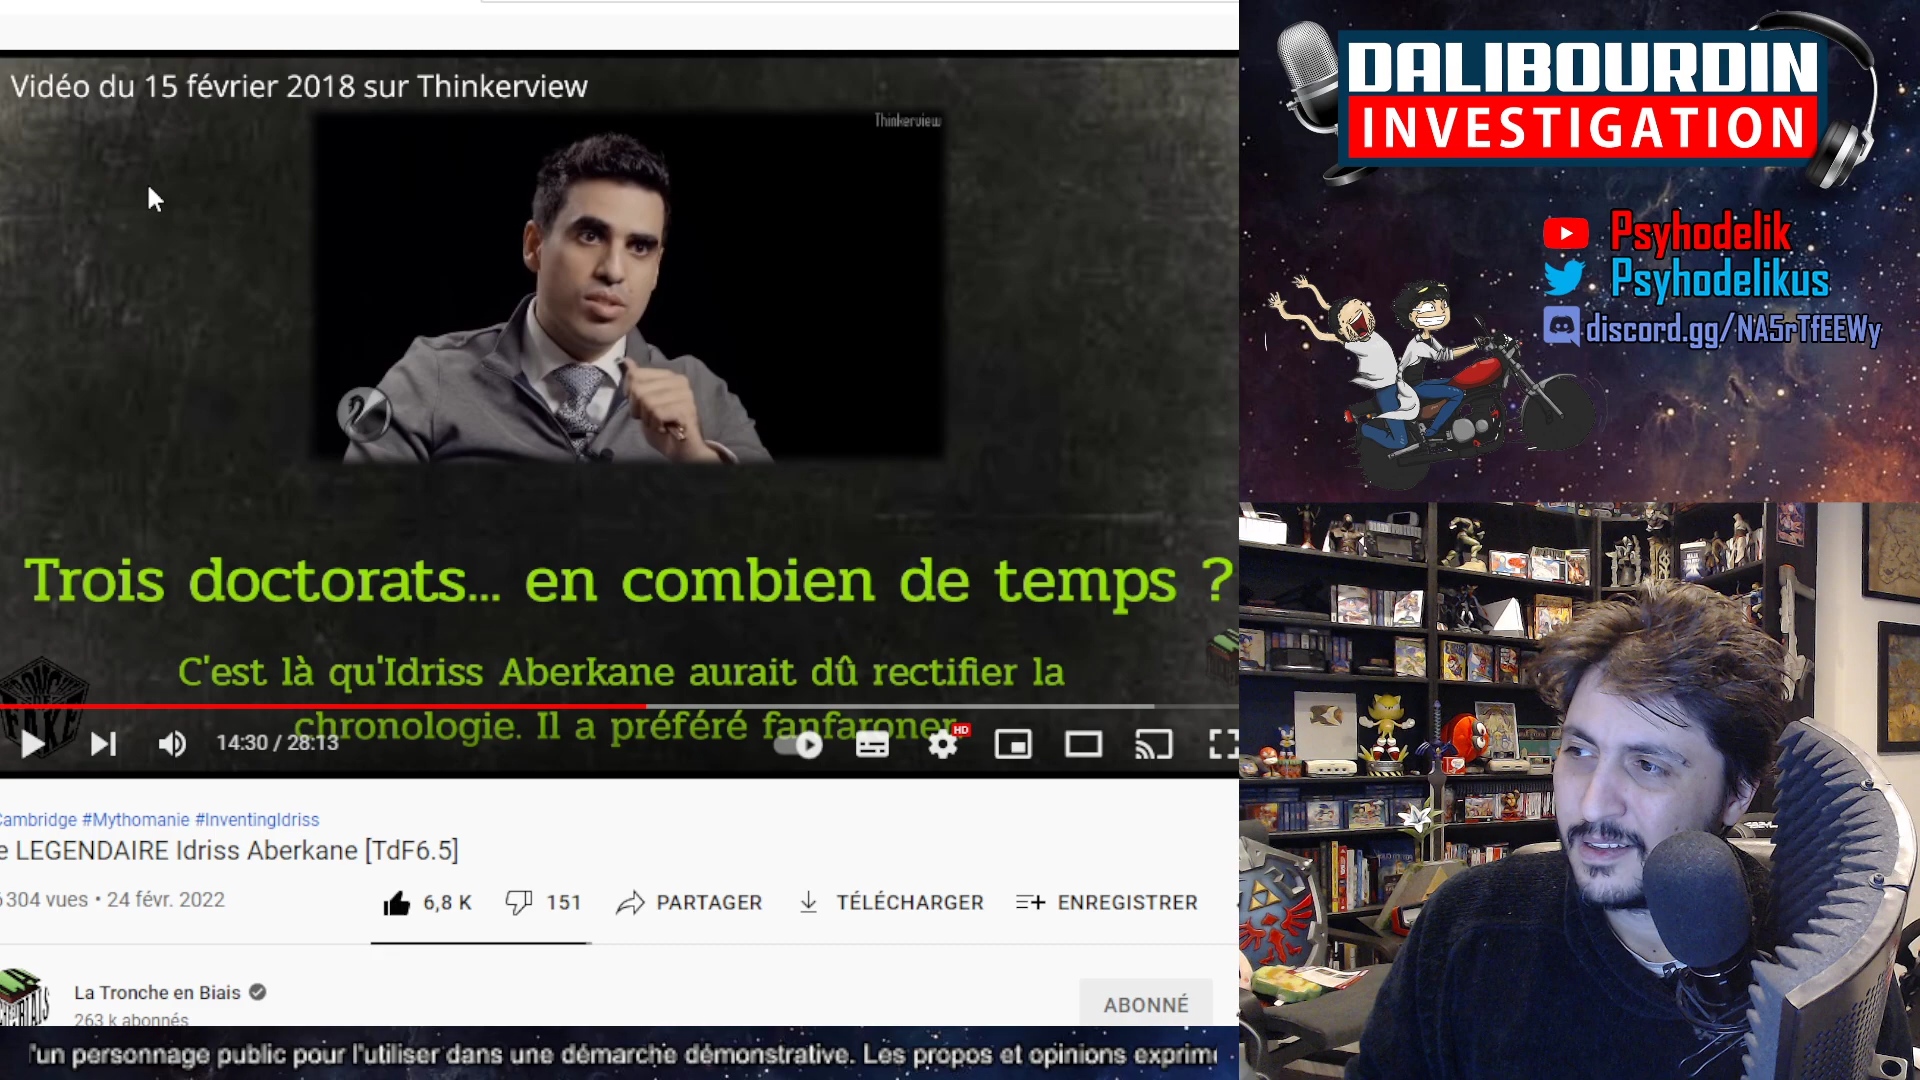 Vidéo du 15 février 2018 sur Thinkerview
Thinkerview
Trois doctorats... en combien de temps ?
C'est là qu'Idriss Aberkane aurait dû rectifier la
chronologie. Il a préféré fanfaroner
14:30 / 28:13
HD
Cambridge #Mythomanie #InventingIdriss
e LEGENDAIRE Idriss Aberkane [TdF6.5]
304 vues • 24 févr. 2022
6,8 K
151
PARTAGER
TÉLÉCHARGER
ENREGISTRER
La Tronche en Biais
263 k abonnés
ABONNÉ
'un personnage public pour l'utiliser dans une démarche démonstrative. Les propos et opinions exprim
DALIBOURDIN
INVESTIGATION
Psyhodelik
Psyhodelikus
discord.gg/NA5rTfEEWy